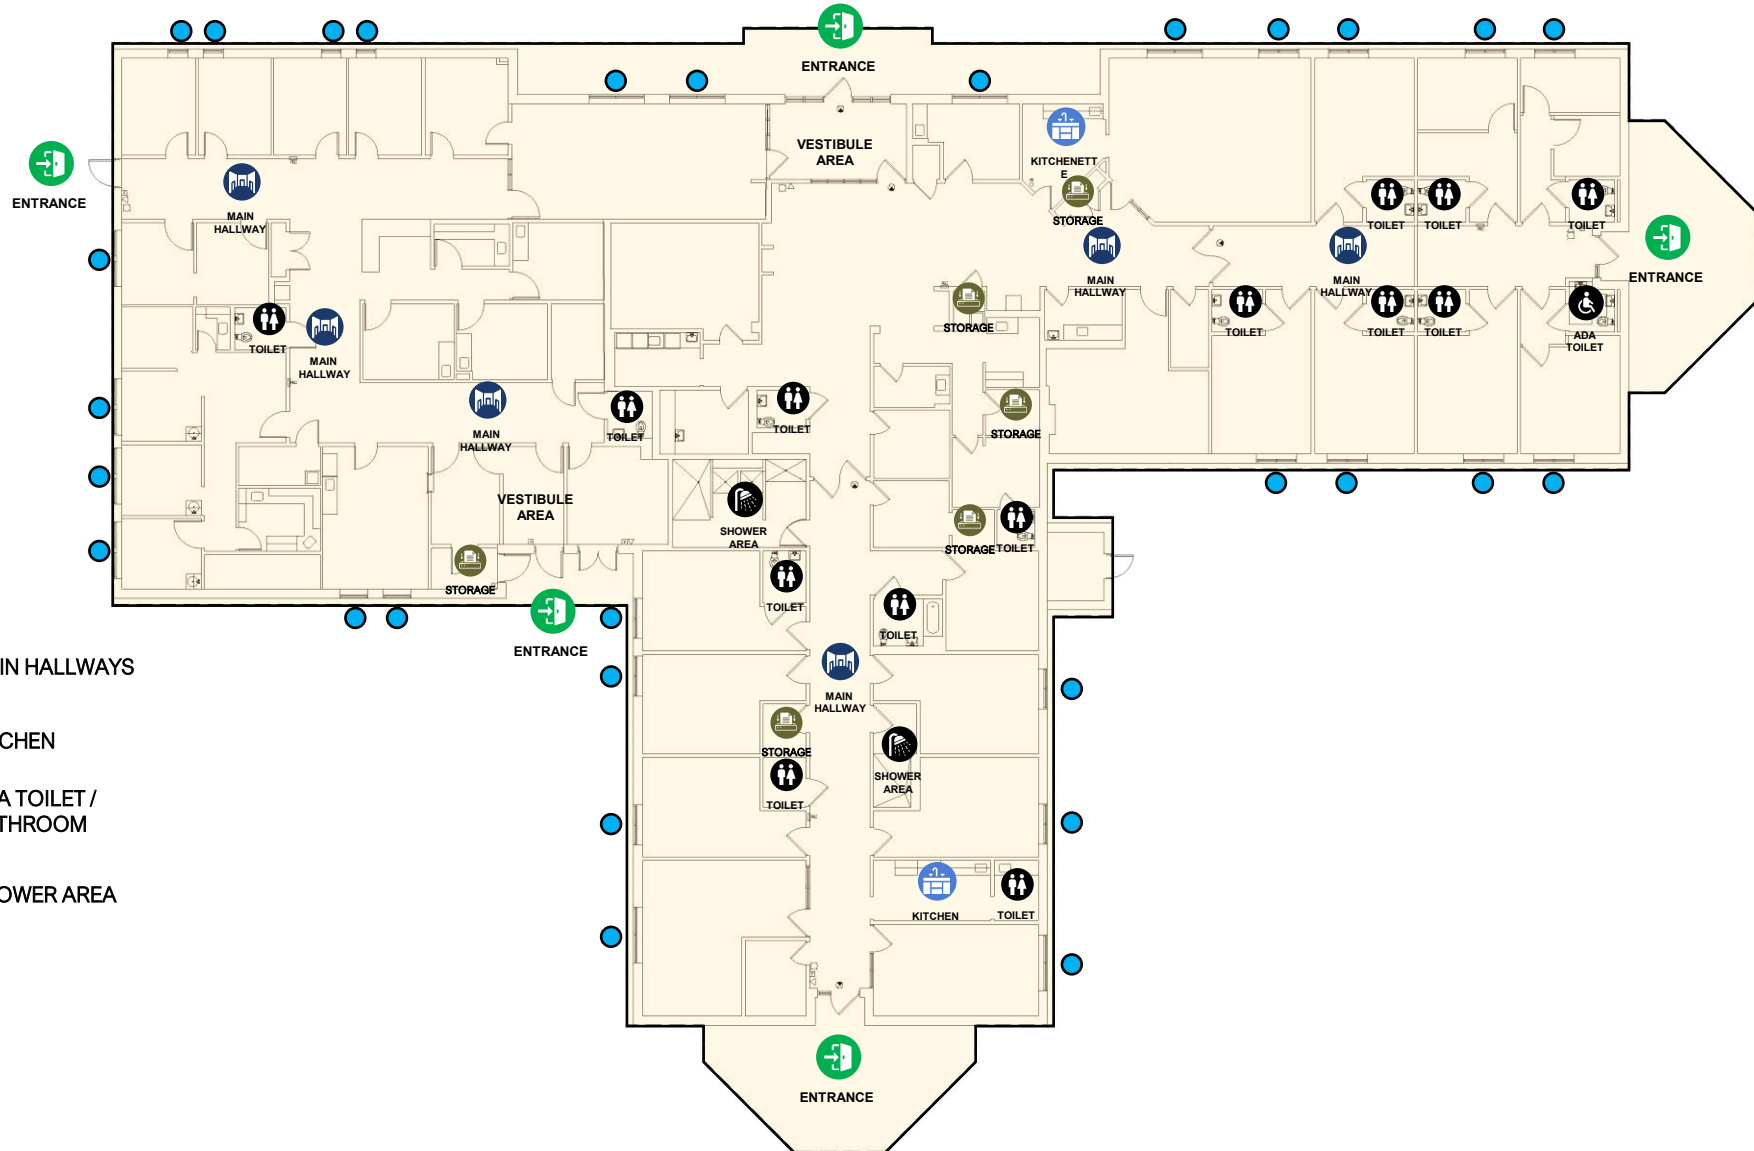 ENTRANCE
VESTIBULE
AREA
KITCHENETT
E
ENTRANCE
MAIN
HALLWAY
STORAGE
TOILET
TOILET
TOILET
MAIN
HALLWAY
MAIN
HALLWAY
ENTRANCE
STORAGE
TOILET
TOILET
TOILET
ADA
TOILET
TOILET
MAIN
HALLWAY
MAIN
HALLWAY
TOILET
TOILET
STORAGE
VESTIBULE
AREA
SHOWER
AREA
STORAGE
TOILET
STORAGE
TOILET
TOILET
ENTRANCE
IN HALLWAYS
MAIN
HALLWAY
CHEN
STORAGE
SHOWER
AREA
A TOILET /
THROOM
TOILET
OWER AREA
KITCHEN
TOILET
ENTRANCE